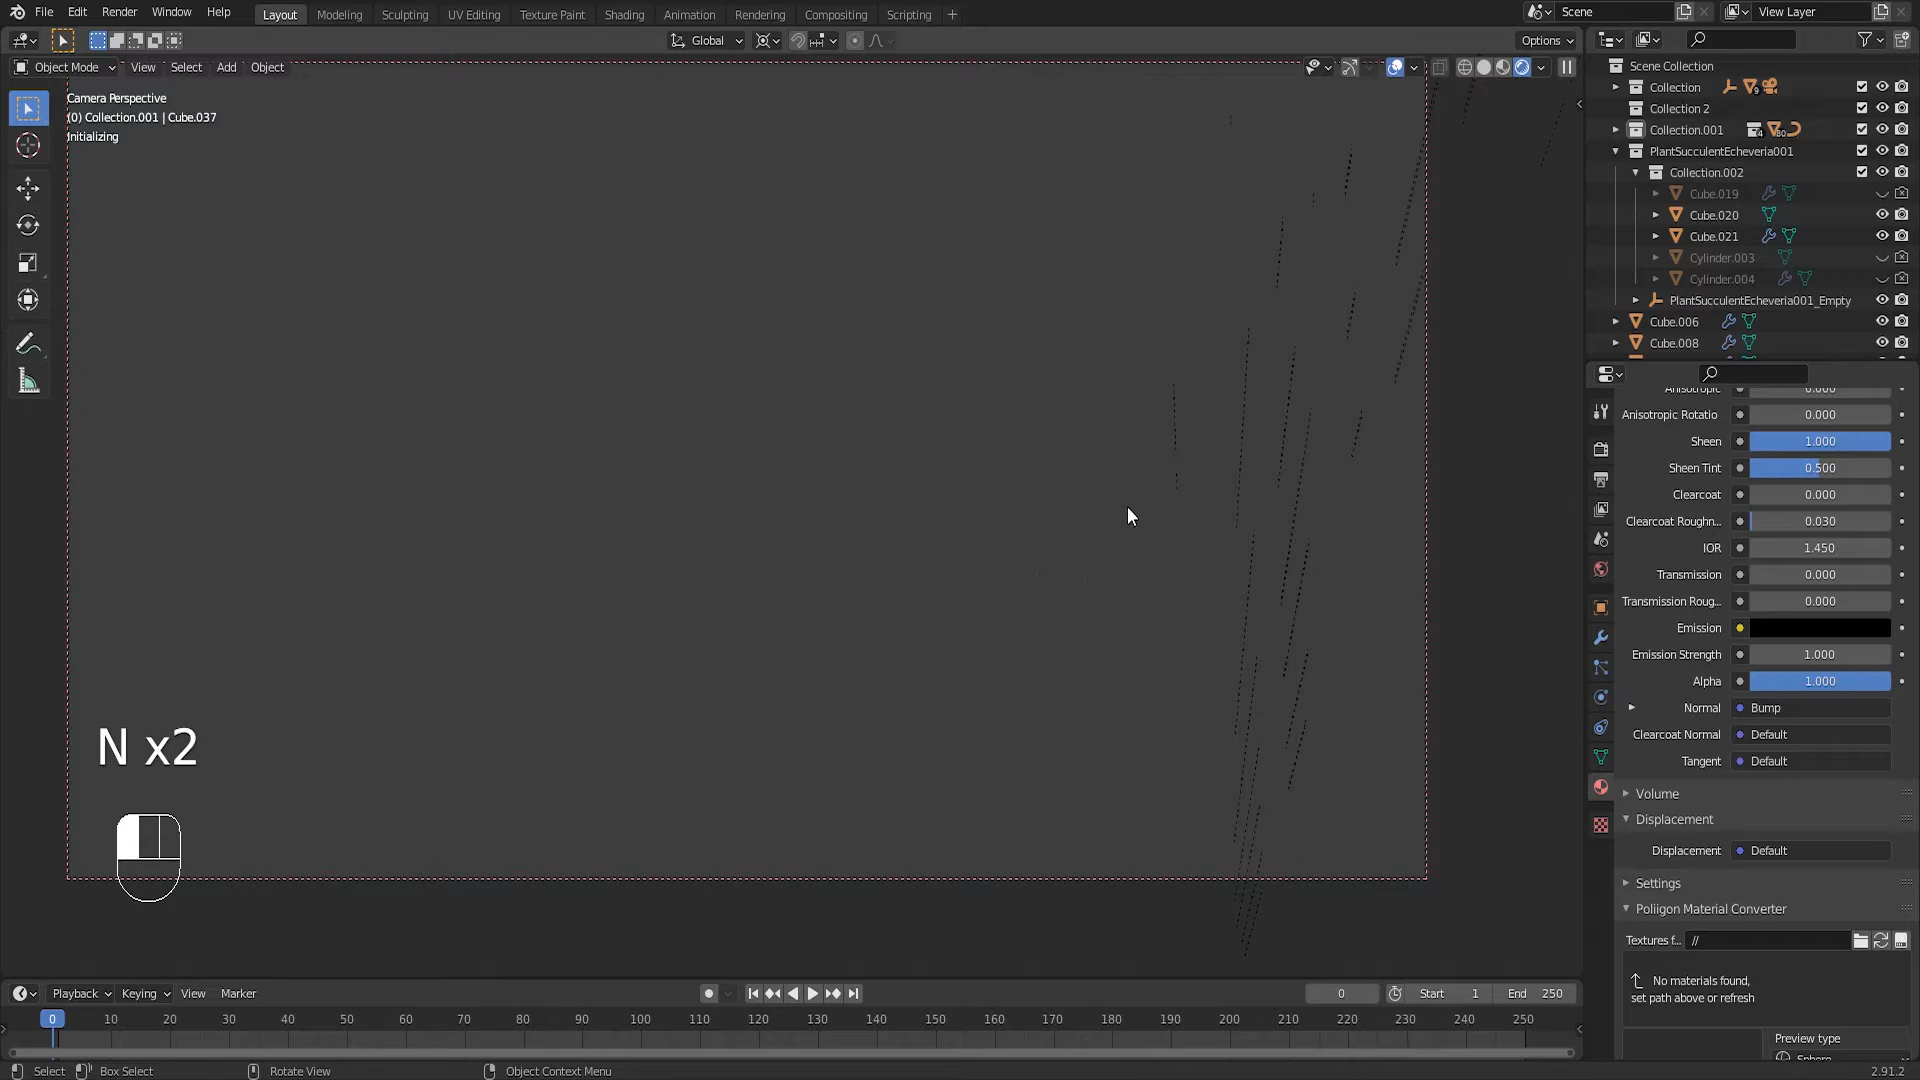 File Edit Render Window Help Layout Modeling Sculpting UV Editing Texture Paint Shading Animation Rendering Compositing Scripting + Scene View Layer
Global Options
Object Mode View Select Add Object
Camera Perspective
(0) Collection.001 | Cube.037
Initializing
N x2
Scene Collection
Collection 9
Collection 2
Collection.001 4 80
PlantSucculentEcheveria001
Collection.002
Cube.019
Cube.020
Cube.021
Cylinder.003
Cylinder.004
PlantSucculentEcheveria001_Empty
Cube.006
Cube.008
Anisotropic 0.000
Anisotropic Rotatio 0.000
Sheen 1.000
Sheen Tint 0.500
Clearcoat 0.000
Clearcoat Roughn... 0.030
IOR 1.450
Transmission 0.000
Transmission Roug... 0.000
Emission
Emission Strength 1.000
Alpha 1.000
Normal Bump
Clearcoat Normal Default
Tangent Default
Volume
Displacement
Displacement Default
Settings
Poliigon Material Converter
Textures f... //
No materials found,
set path above or refresh
Preview type
Sphere
Playback Keying View Marker 0 Start 1 End 250
0 10 20 30 40 50 60 70 80 90 100 110 120 130 140 150 160 170 180 190 200 210 220 230 240 250
Select Box Select Rotate View Object Context Menu 2.91.2